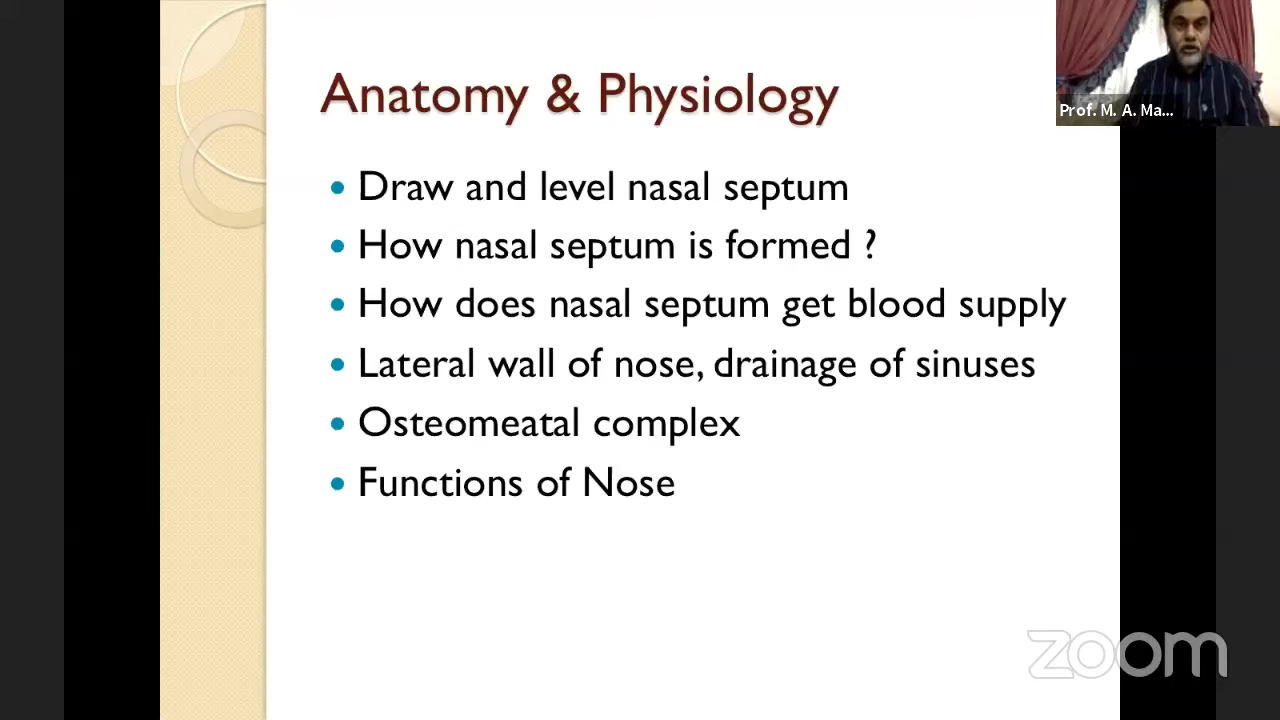 Anatomy & Physiology
Prof. M. A. Ma...
• Draw and level nasal septum
• How nasal septum is formed ?
• How does nasal septum get blood supply
• Lateral wall of nose, drainage of sinuses
• Osteomeatal complex
• Functions of Nose
zoom